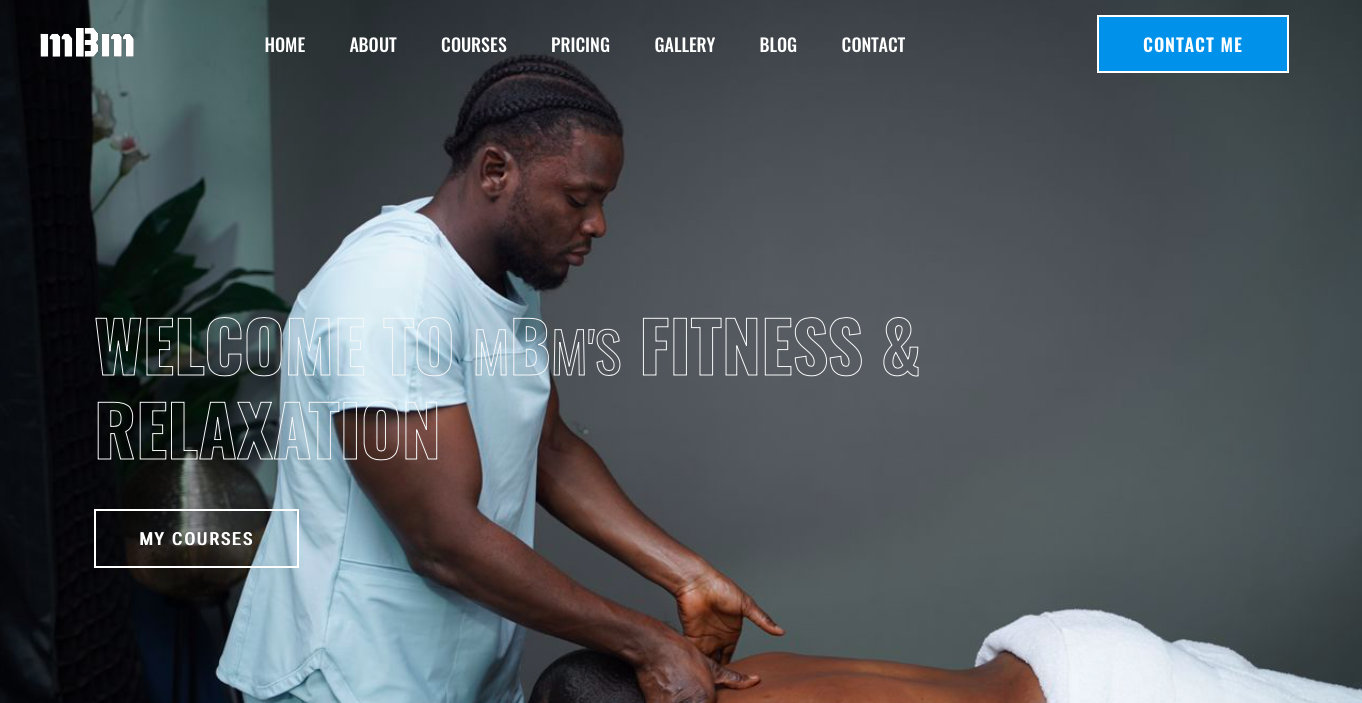 mBm
HOME ABOUT COURSES PRICING GALLERY BLOG CONTACT
CONTACT ME
WELCOME TO MBM'S FITNESS &
RELAXATION
MY COURSES